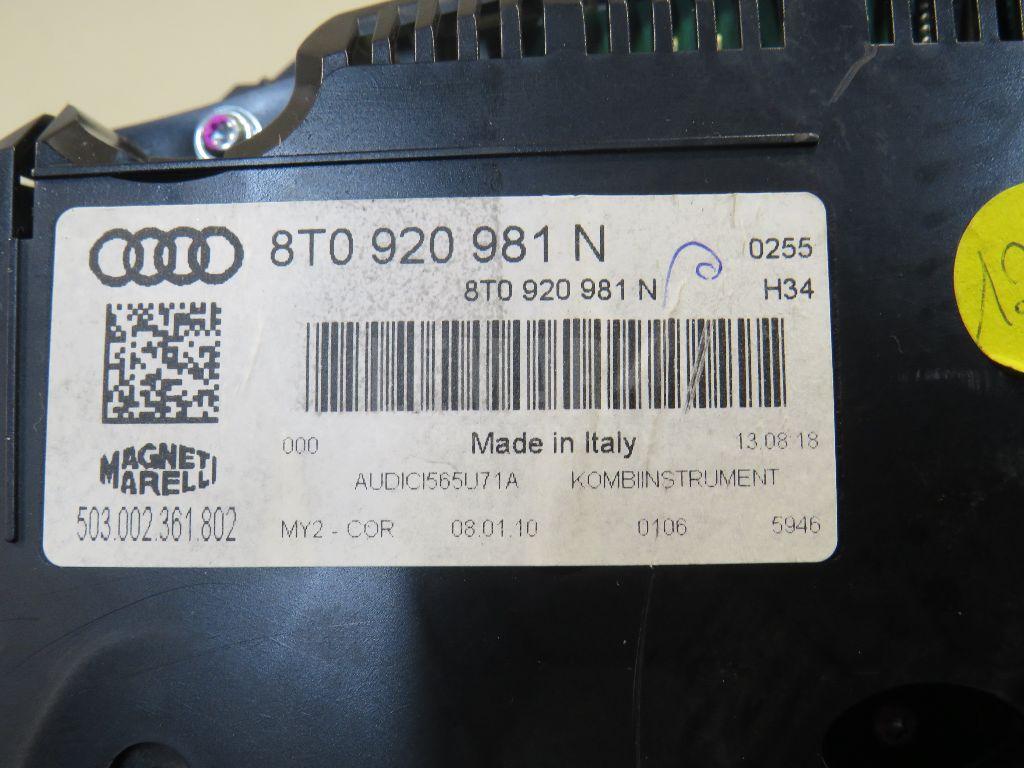 8T0 920 981 N 0255
8T0 920 981 N H34
000 Made in Italy 13.08.18
MAGNETI
MARELLI
AUDICI565U71A KOMBIINSTRUMENT
503.002.361.802
MY2 - COR 08.01.10 0106 5946